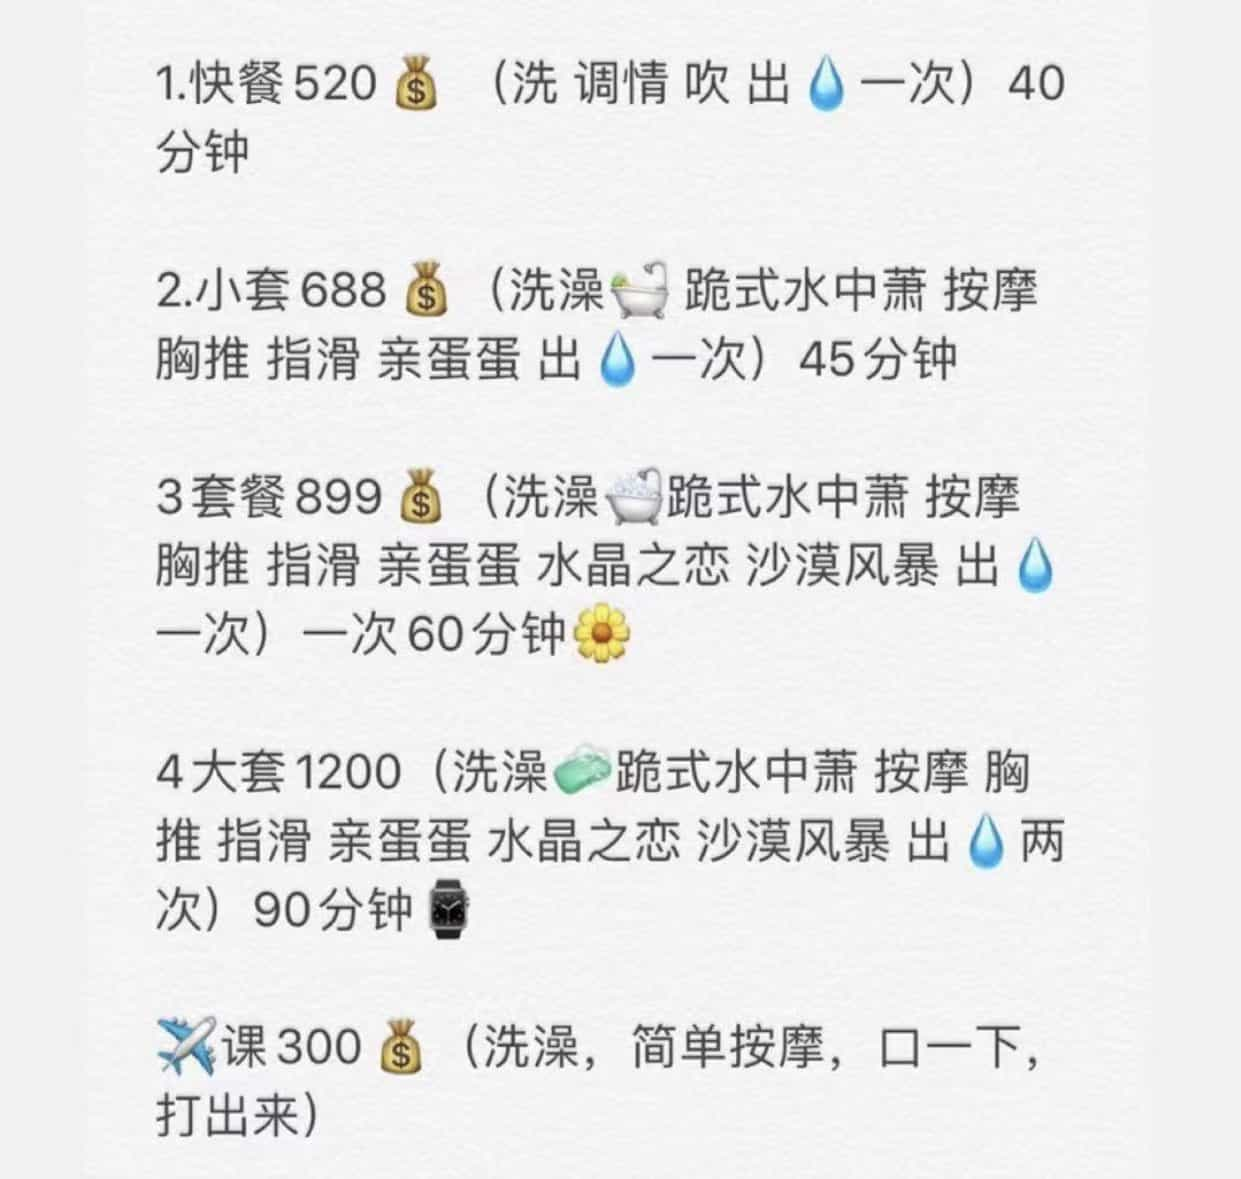 1.快餐520💰（洗 调情 吹 出💧一次）40
分钟
2.小套688💰（洗澡🛀跪式水中萧 按摩
胸推 指滑 亲蛋蛋 出💧一次）45分钟
3套餐899💰（洗澡🛁跪式水中萧 按摩
胸推 指滑 亲蛋蛋 水晶之恋 沙漠风暴 出💧
一次）一次60分钟🌼
4大套1200（洗澡🧼跪式水中萧 按摩 胸
推 指滑 亲蛋蛋 水晶之恋 沙漠风暴 出💧两
次）90分钟⌚
✈️课300💰（洗澡，简单按摩，口一下，
打出来）